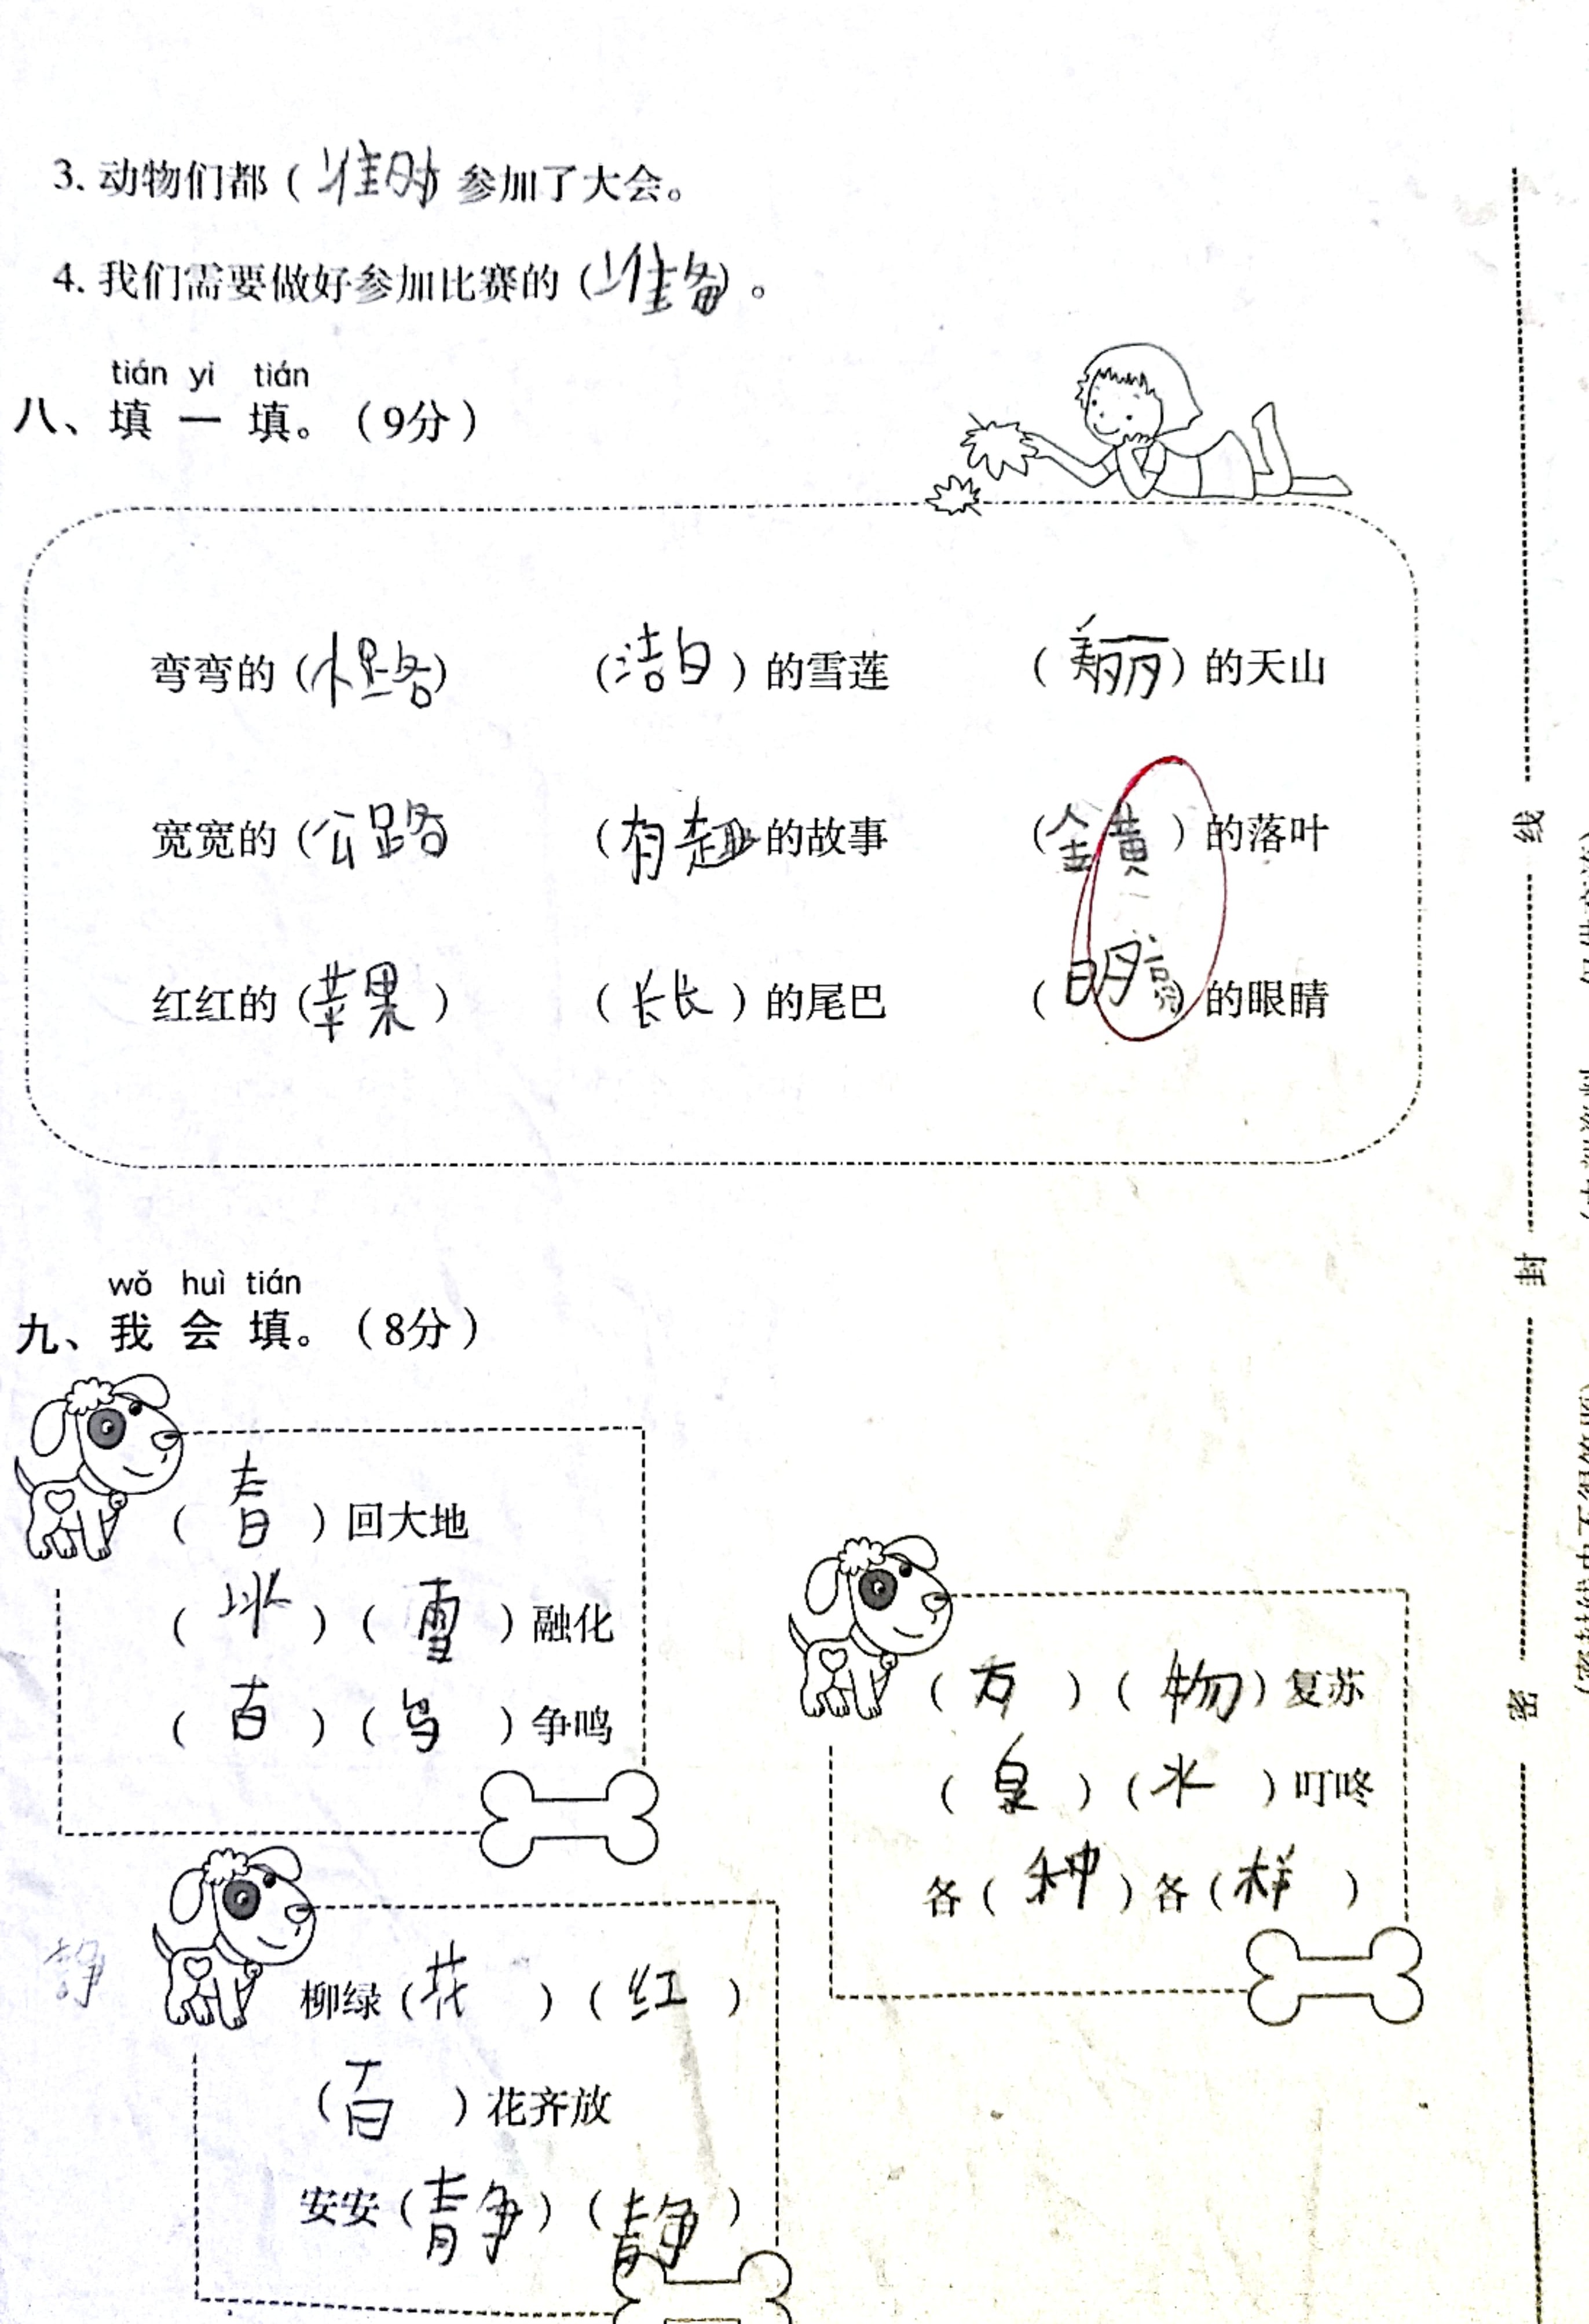 3. 动物们都（准时）参加了大会。
4. 我们需要做好参加比赛的（准备）。
tián yi tián
八、填一填。（9分）
弯弯的（路） （洁白）的雪莲 （美丽）的天山
宽宽的（公路 （有趣 的故事 （金黄）的落叶
红红的（苹果） （长长）的尾巴 （明亮）的眼睛
wǒ huì tián
九、我会填。（8分）
（春）回大地
（冰）（雪）融化
（百）（鸟）争鸣
（万）（物）复苏
（泉）（水）叮咚
各（种）各（样）
静
柳绿（花）（红）
（百）花齐放
安安（静）（静）
线
封
密